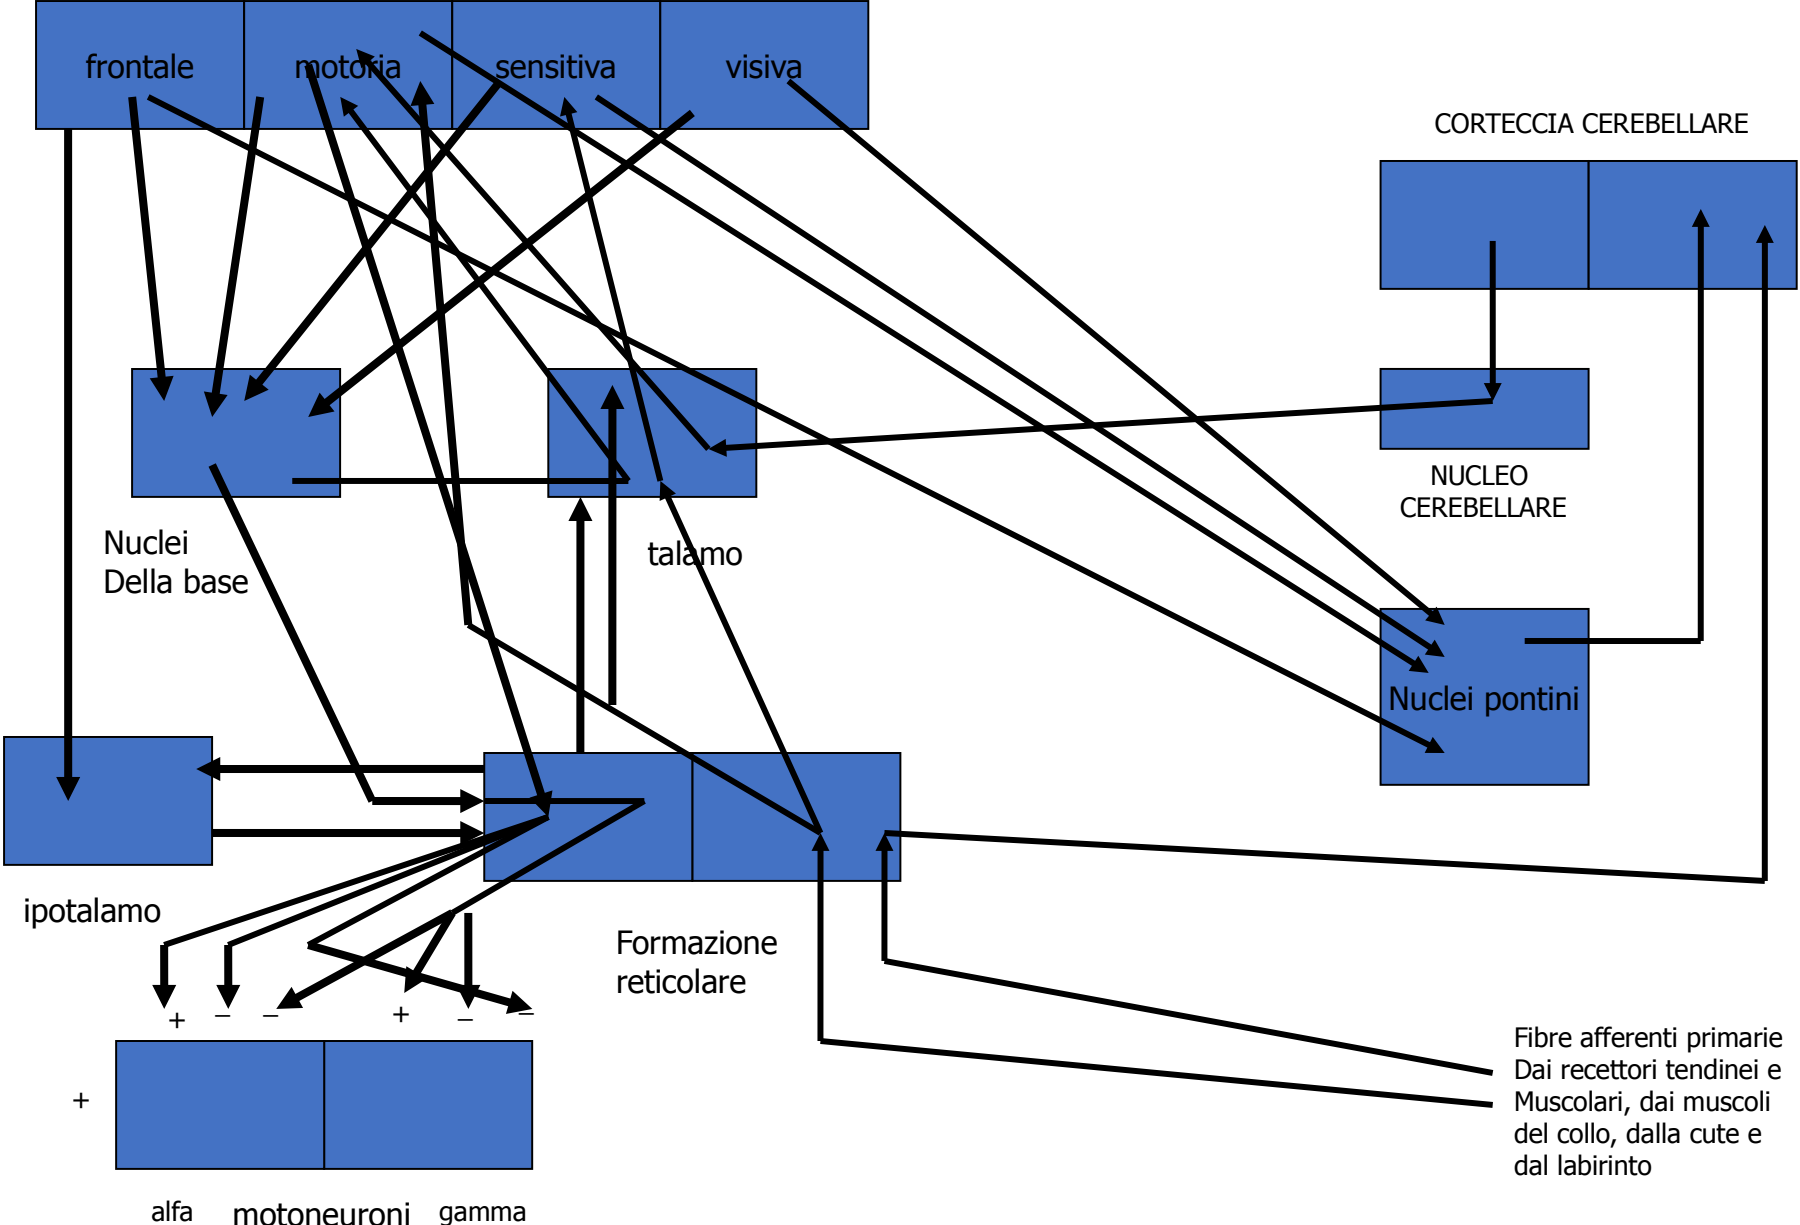 frontale
motoria
sensitiva
visiva
CORTECCIA CEREBELLARE
NUCLEO
CEREBELLARE
Nuclei
Della base
talamo
Nuclei pontini
ipotalamo
Formazione
reticolare
+ – – + – –
Fibre afferenti primarie
Dai recettori tendinei e
Muscolari, dai muscoli
del collo, dalla cute e
dal labirinto
+
alfa motoneuroni gamma